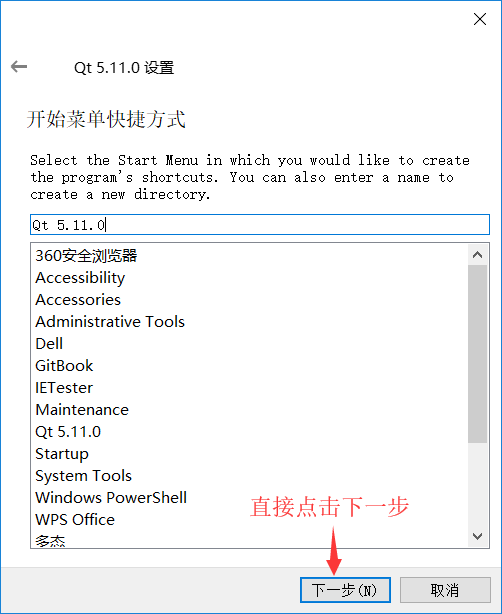 Qt 5.11.0 设置
开始菜单快捷方式
Select the Start Menu in which you would like to create
the program's shortcuts. You can also enter a name to
create a new directory.
Qt 5.11.0
360安全浏览器
Accessibility
Accessories
Administrative Tools
Dell
GitBook
IETester
Maintenance
Qt 5.11.0
Startup
System Tools
Windows PowerShell
WPS Office
多态
直接点击下一步
下一步(N)
取消